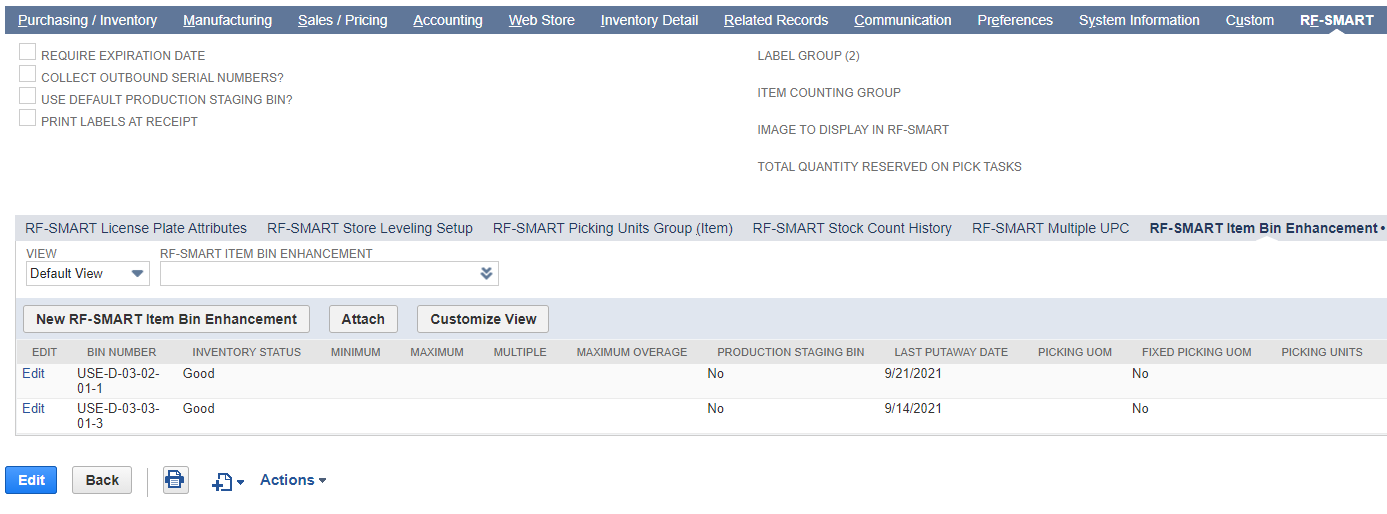 Purchasing / Inventory Manufacturing Sales / Pricing Accounting Web Store Inventory Detail Related Records Communication Preferences System Information Custom RF-SMART
REQUIRE EXPIRATION DATE
COLLECT OUTBOUND SERIAL NUMBERS?
USE DEFAULT PRODUCTION STAGING BIN?
PRINT LABELS AT RECEIPT
LABEL GROUP (2)
ITEM COUNTING GROUP
IMAGE TO DISPLAY IN RF-SMART
TOTAL QUANTITY RESERVED ON PICK TASKS
RF-SMART License Plate Attributes RF-SMART Store Leveling Setup RF-SMART Picking Units Group (Item) RF-SMART Stock Count History RF-SMART Multiple UPC RF-SMART Item Bin Enhancement •
VIEW RF-SMART ITEM BIN ENHANCEMENT
Default View
New RF-SMART Item Bin Enhancement Attach Customize View
EDIT BIN NUMBER INVENTORY STATUS MINIMUM MAXIMUM MULTIPLE MAXIMUM OVERAGE PRODUCTION STAGING BIN LAST PUTAWAY DATE PICKING UOM FIXED PICKING UOM PICKING UNITS
Edit USE-D-03-02- Good No 9/21/2021 No
01-1
Edit USE-D-03-03- Good No 9/14/2021 No
01-3
Edit Back Actions